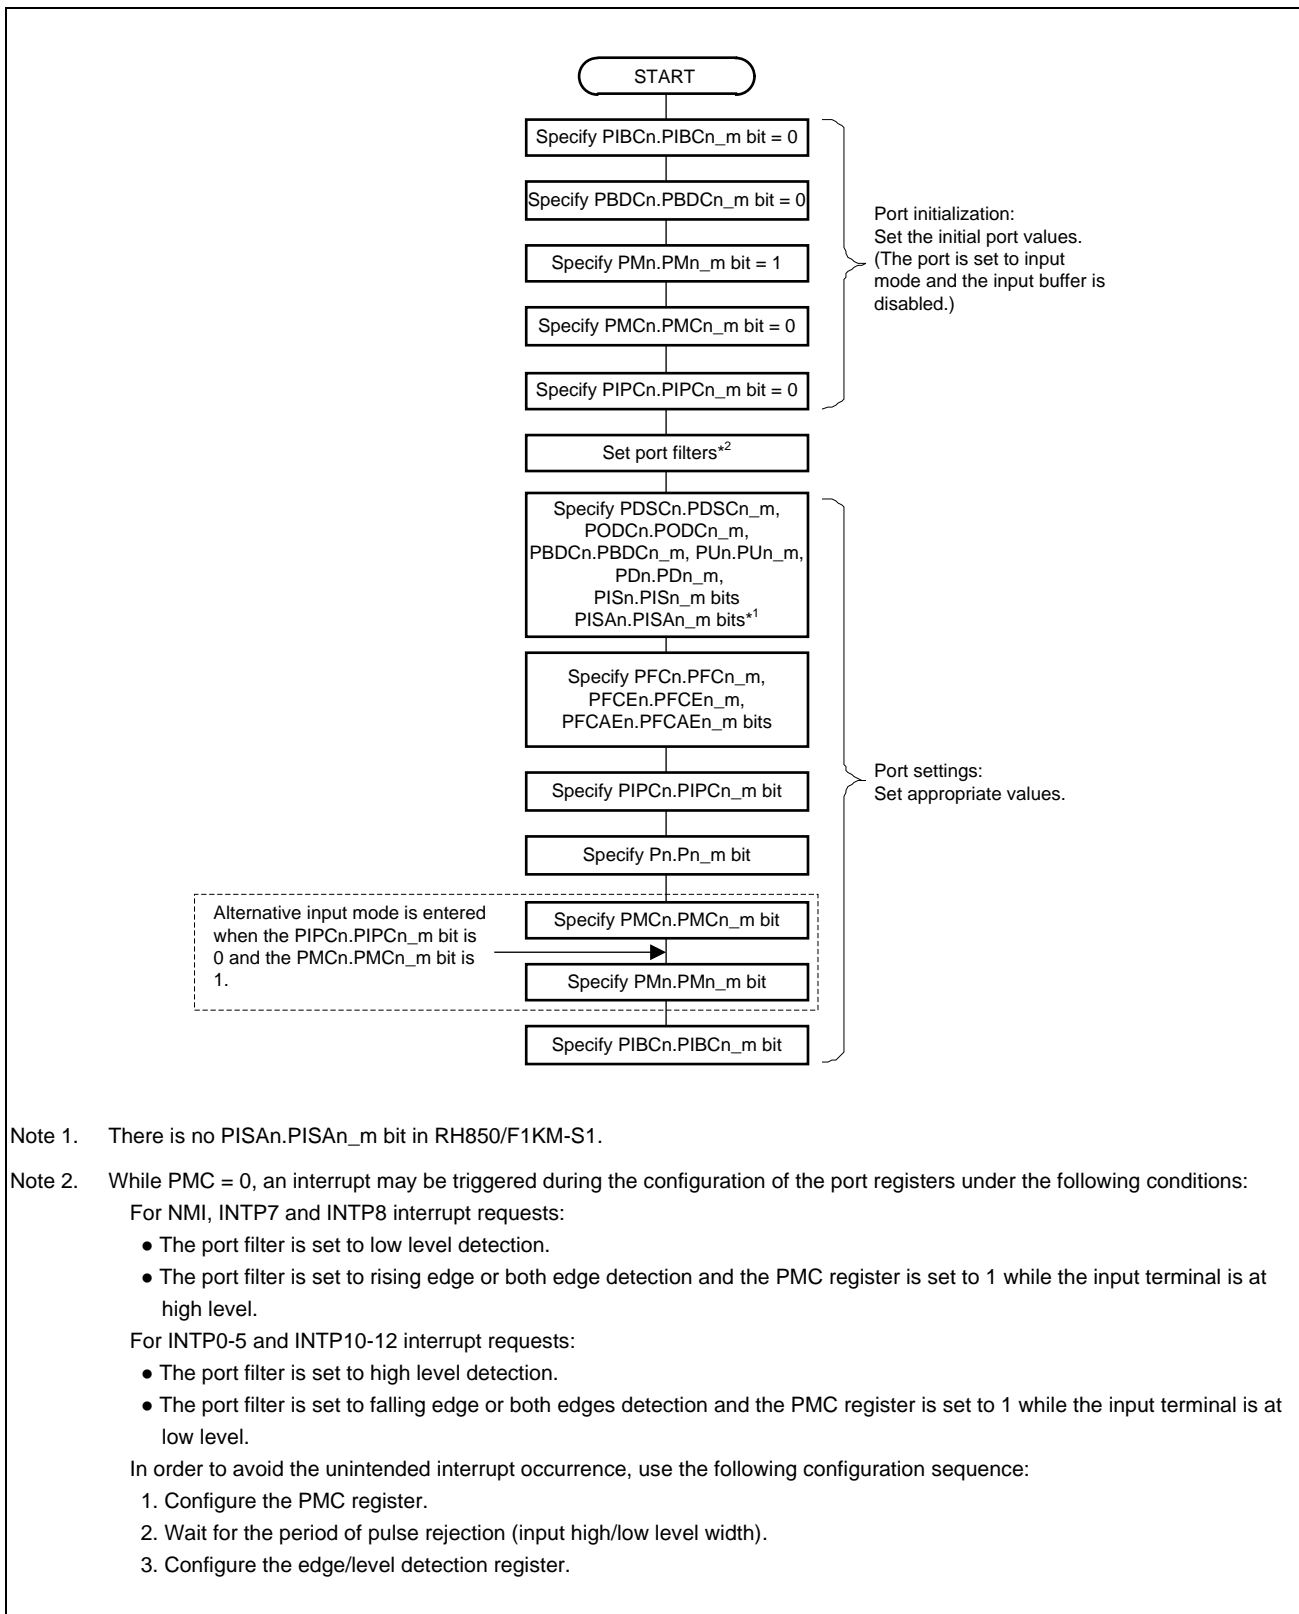 START
Specify PIBCn.PIBCn_m bit = 0
Specify PBDCn.PBDCn_m bit = 0
Specify PMn.PMn_m bit = 1
Specify PMCn.PMCn_m bit = 0
Specify PIPCn.PIPCn_m bit = 0
Port initialization:
Set the initial port values.
(The port is set to input
mode and the input buffer is
disabled.)
Set port filters*2
Specify PDSCn.PDSCn_m,
PODCn.PODCn_m,
PBDCn.PBDCn_m, PUn.PUn_m,
PDn.PDn_m,
PISn.PISn_m bits
PISAn.PISAn_m bits*1
Specify PFCn.PFCn_m,
PFCEn.PFCEn_m,
PFCAEn.PFCAEn_m bits
Specify PIPCn.PIPCn_m bit
Port settings:
Set appropriate values.
Specify Pn.Pn_m bit
Alternative input mode is entered
when the PIPCn.PIPCn_m bit is
0 and the PMCn.PMCn_m bit is
1.
Specify PMCn.PMCn_m bit
Specify PMn.PMn_m bit
Specify PIBCn.PIBCn_m bit
Note 1. There is no PISAn.PISAn_m bit in RH850/F1KM-S1.
Note 2. While PMC = 0, an interrupt may be triggered during the configuration of the port registers under the following conditions:
For NMI, INTP7 and INTP8 interrupt requests:
● The port filter is set to low level detection.
● The port filter is set to rising edge or both edge detection and the PMC register is set to 1 while the input terminal is at
high level.
For INTP0-5 and INTP10-12 interrupt requests:
● The port filter is set to high level detection.
● The port filter is set to falling edge or both edges detection and the PMC register is set to 1 while the input terminal is at
low level.
In order to avoid the unintended interrupt occurrence, use the following configuration sequence:
1. Configure the PMC register.
2. Wait for the period of pulse rejection (input high/low level width).
3. Configure the edge/level detection register.